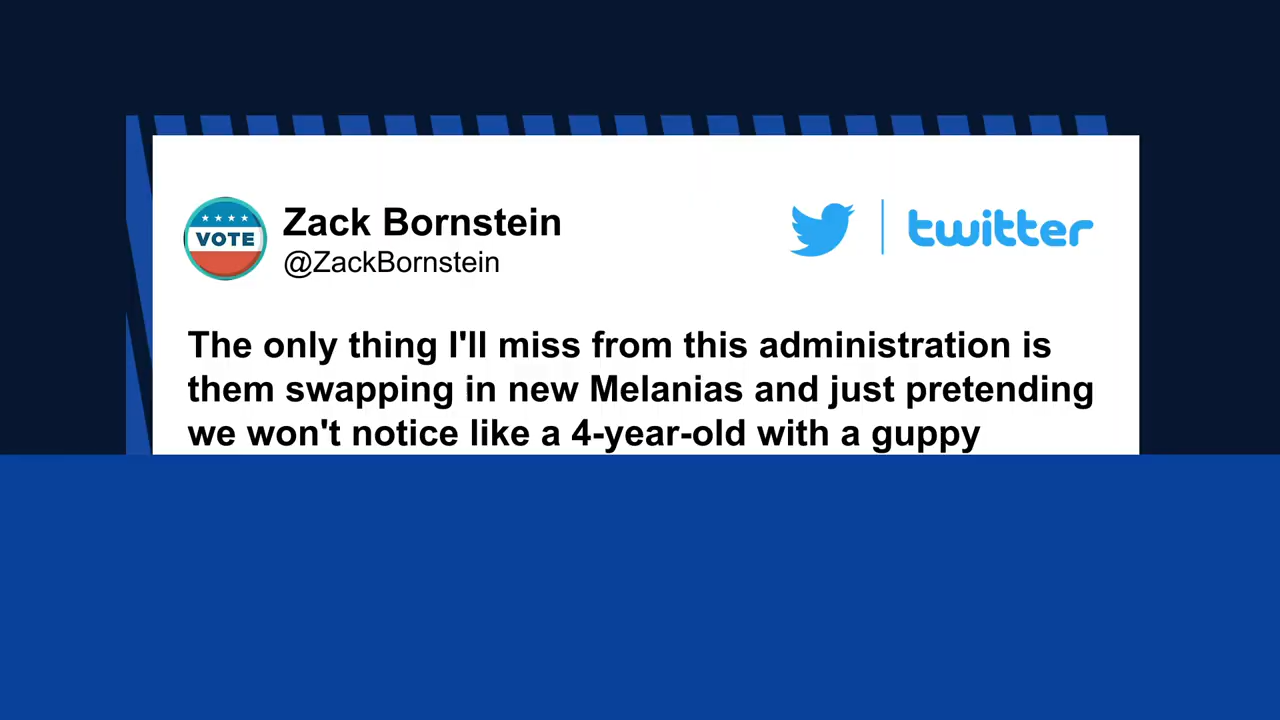 VOTE
Zack Bornstein
@ZackBornstein
twitter
The only thing I'll miss from this administration is
them swapping in new Melanias and just pretending
we won't notice like a 4-year-old with a guppy